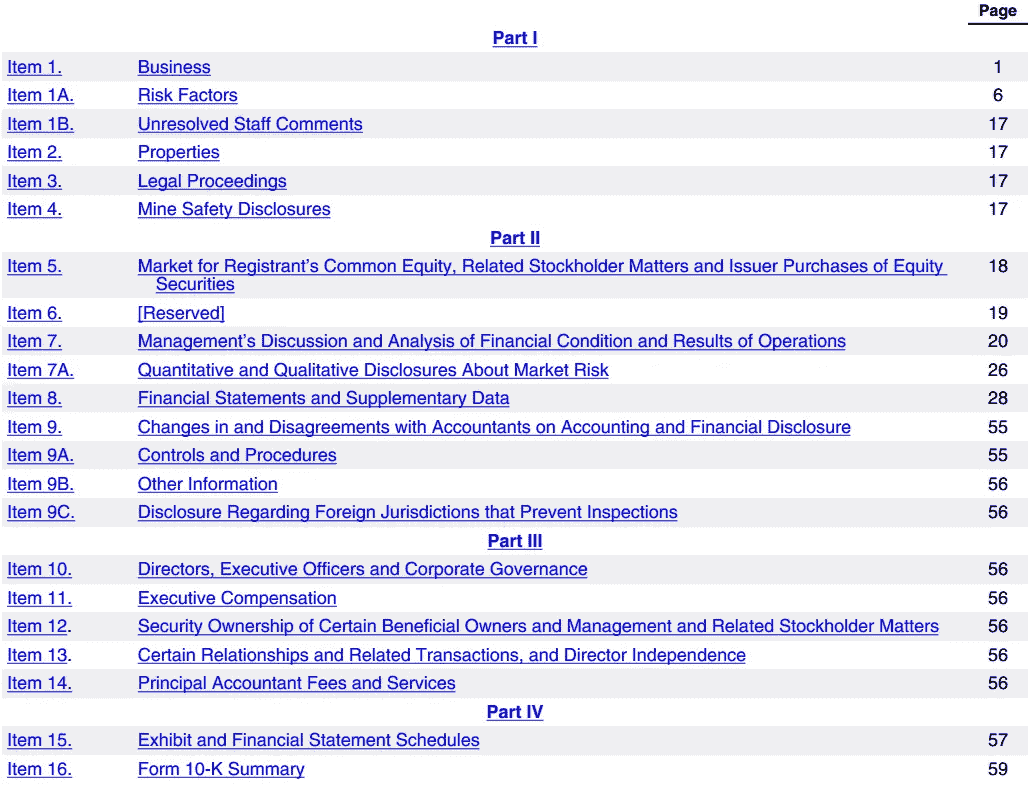 Page
Part I
Item 1. Business 1
Item 1A. Risk Factors 6
Item 1B. Unresolved Staff Comments 17
Item 2. Properties 17
Item 3. Legal Proceedings 17
Item 4. Mine Safety Disclosures 17
Part II
Item 5. Market for Registrant’s Common Equity, Related Stockholder Matters and Issuer Purchases of Equity 18
Securities
Item 6. [Reserved] 19
Item 7. Management’s Discussion and Analysis of Financial Condition and Results of Operations 20
Item 7A. Quantitative and Qualitative Disclosures About Market Risk 26
Item 8. Financial Statements and Supplementary Data 28
Item 9. Changes in and Disagreements with Accountants on Accounting and Financial Disclosure 55
Item 9A. Controls and Procedures 55
Item 9B. Other Information 56
Item 9C. Disclosure Regarding Foreign Jurisdictions that Prevent Inspections 56
Part III
Item 10. Directors, Executive Officers and Corporate Governance 56
Item 11. Executive Compensation 56
Item 12. Security Ownership of Certain Beneficial Owners and Management and Related Stockholder Matters 56
Item 13. Certain Relationships and Related Transactions, and Director Independence 56
Item 14. Principal Accountant Fees and Services 56
Part IV
Item 15. Exhibit and Financial Statement Schedules 57
Item 16. Form 10-K Summary 59